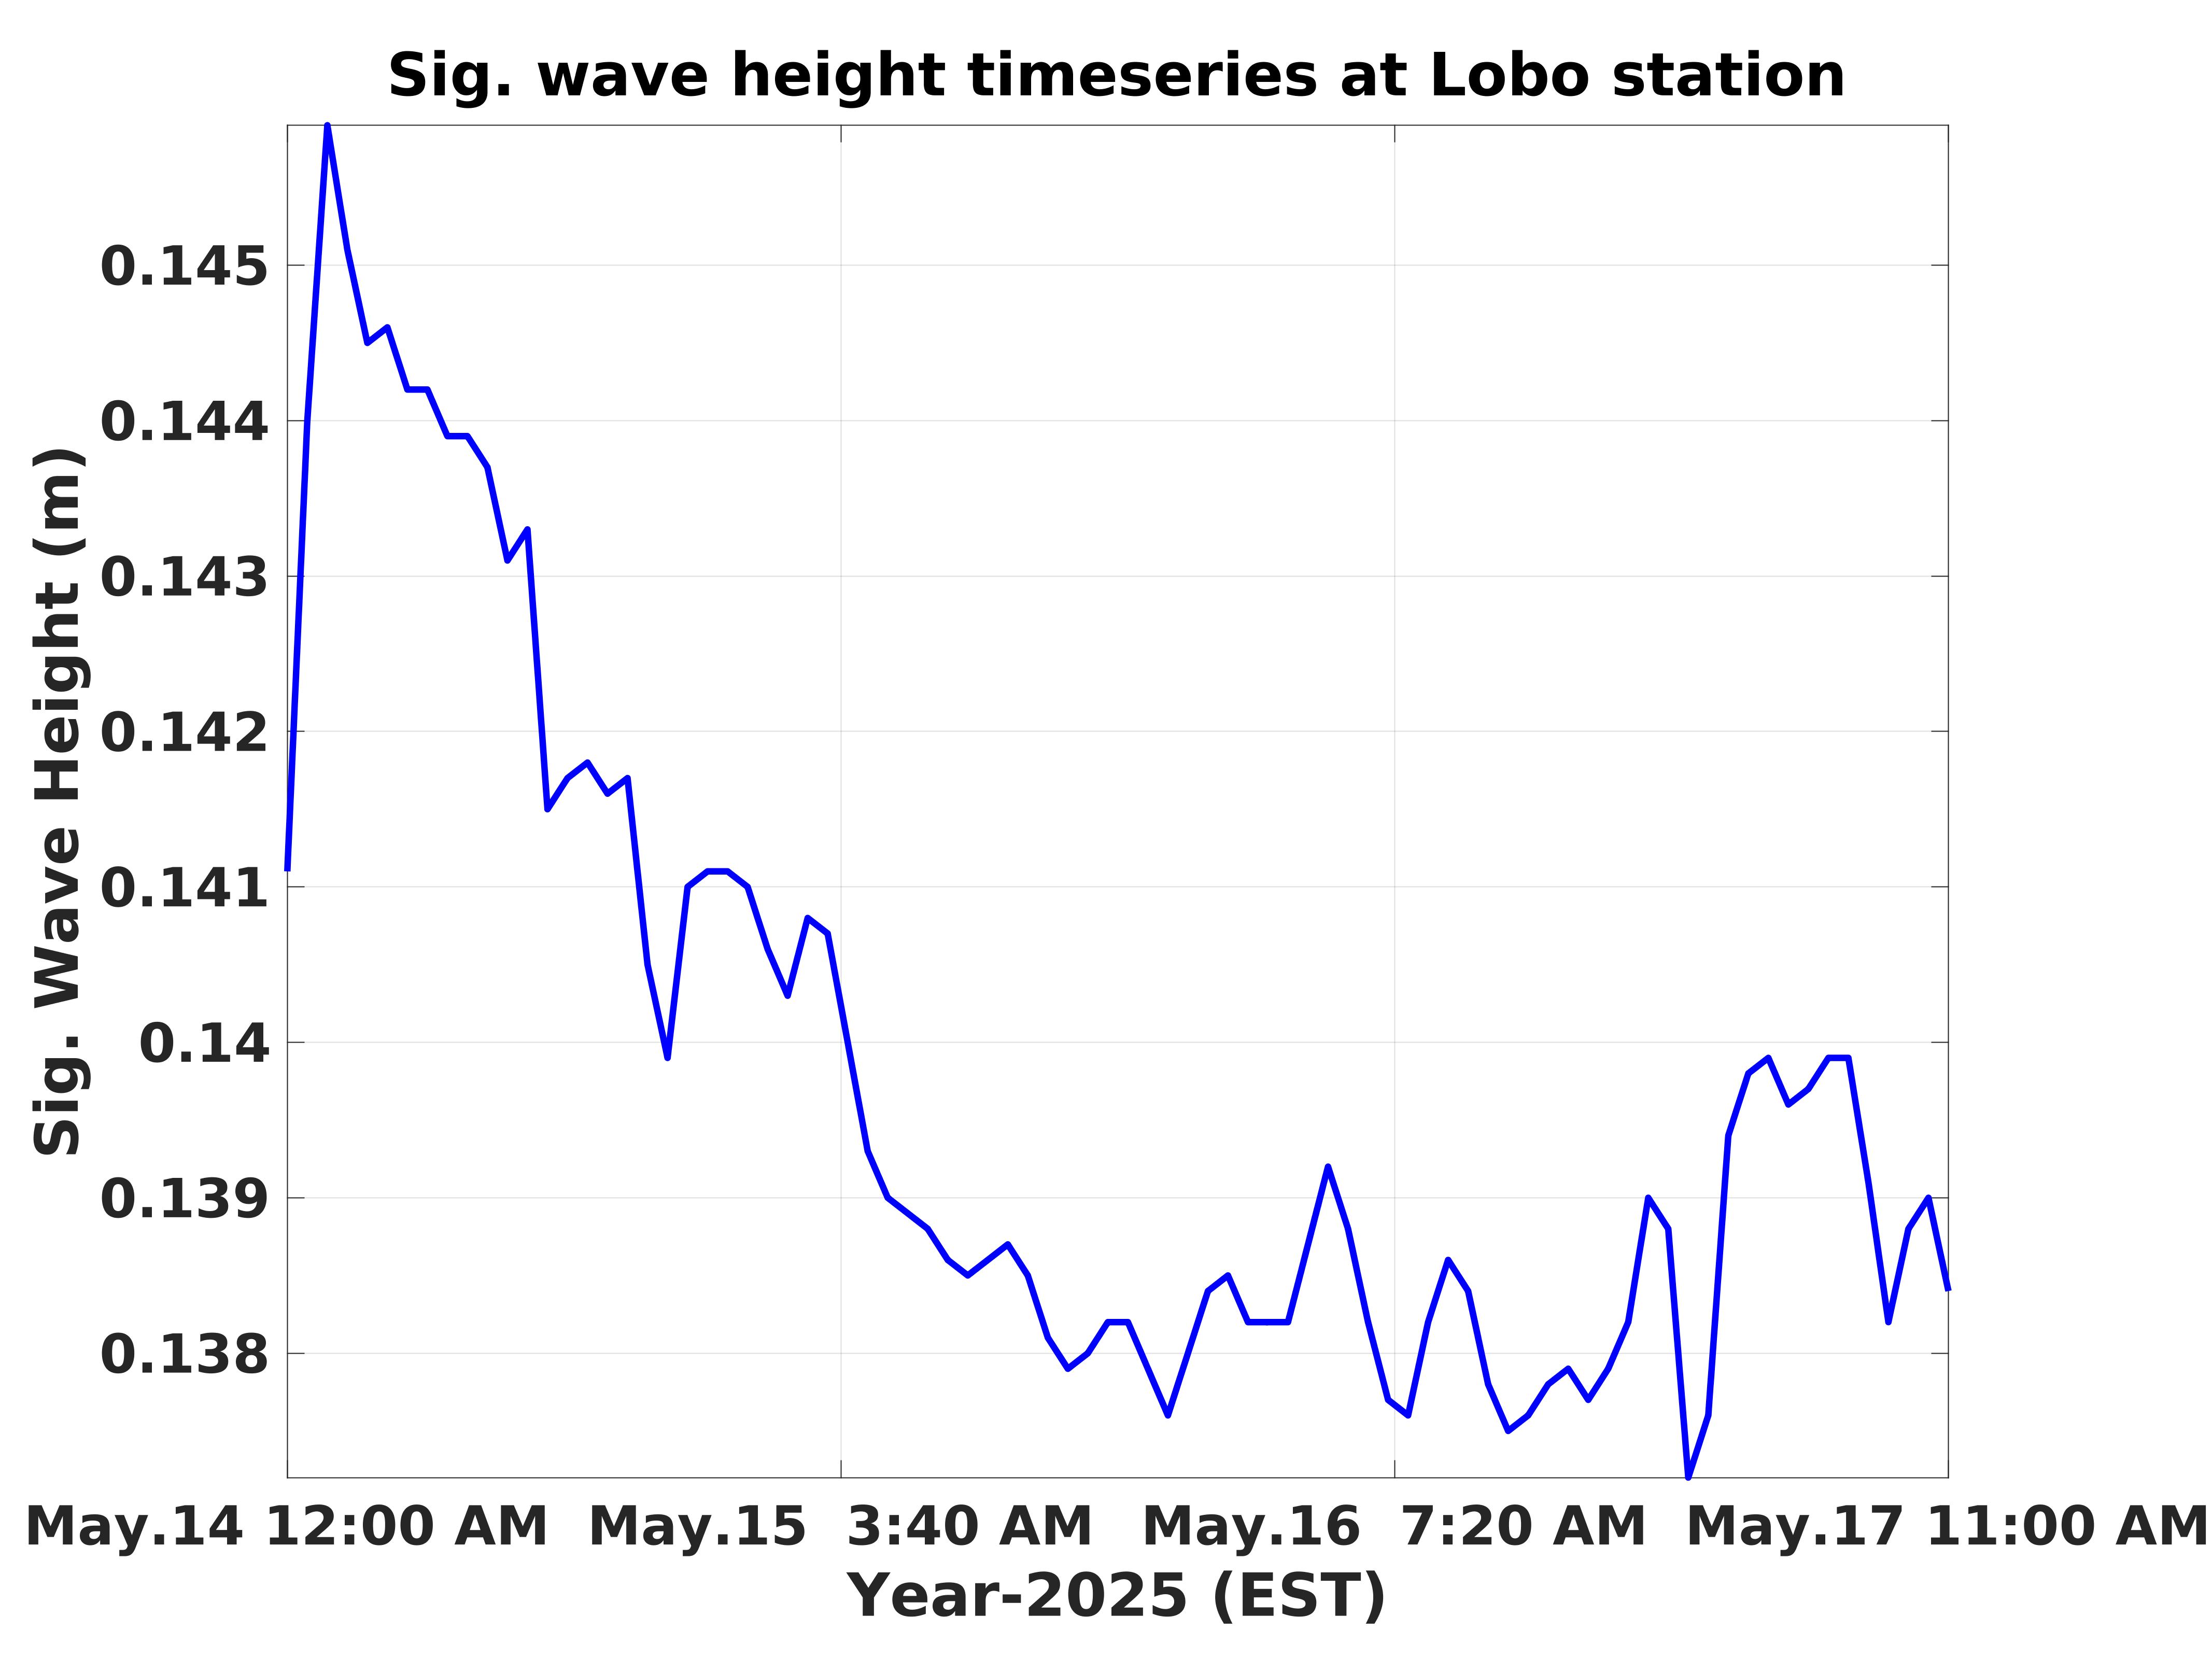 Sig. wave height timeseries at Lobo station
Sig. Wave Height (m)
0.145
0.144
0.143
0.142
0.141
0.14
0.139
0.138
May.14 12:00 AM May.15 3:40 AM May.16 7:20 AM May.17 11:00 AM
Year-2025 (EST)